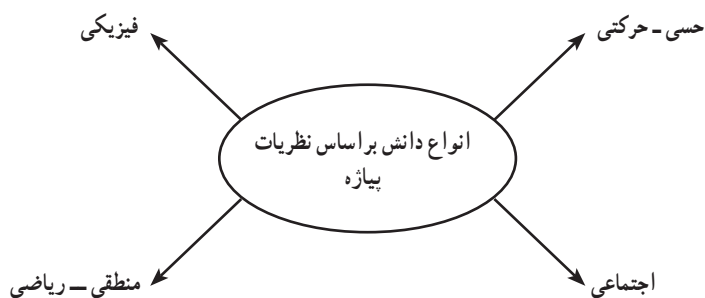 حسی ـ حرکتی
فیزیکی
انواع دانش براساس نظریات
پیاژه
اجتماعی
منطقی ــ ریاضی